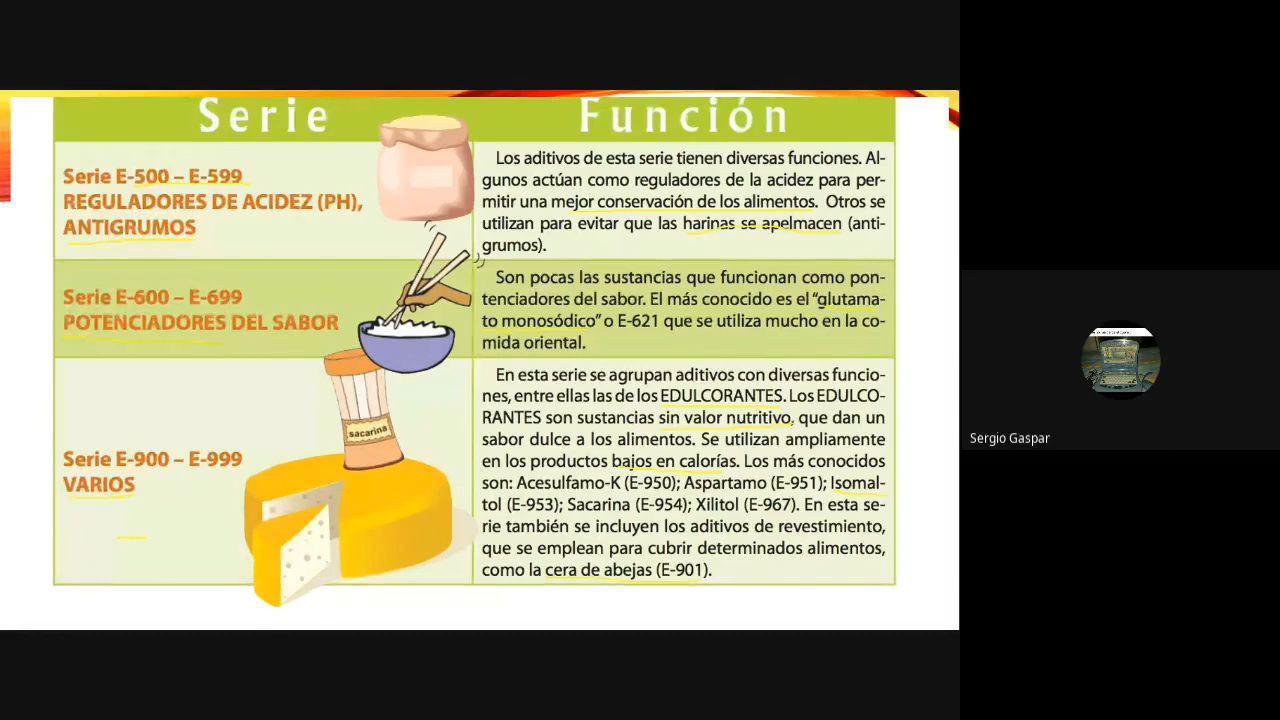 Serie
Función
Serie E-500 – E-599
REGULADORES DE ACIDEZ (PH),
ANTIGRUMOS
Los aditivos de esta serie tienen diversas funciones. Al-
gunos actúan como reguladores de la acidez para per-
mitir una mejor conservación de los alimentos. Otros se
utilizan para evitar que las harinas se apelmacen (anti-
grumos).
Serie E-600 – E-699
POTENCIADORES DEL SABOR
Son pocas las sustancias que funcionan como pon-
tenciadores del sabor. El más conocido es el “glutama-
to monosódico” o E-621 que se utiliza mucho en la co-
mida oriental.
sacarina
Serie E-900 – E-999
VARIOS
En esta serie se agrupan aditivos con diversas funcio-
nes, entre ellas las de los EDULCORANTES. Los EDULCO-
RANTES son sustancias sin valor nutritivo, que dan un
sabor dulce a los alimentos. Se utilizan ampliamente
en los productos bajos en calorías. Los más conocidos
son: Acesulfamo-K (E-950); Aspartamo (E-951); Isomal-
tol (E-953); Sacarina (E-954); Xilitol (E-967). En esta se-
rie también se incluyen los aditivos de revestimiento,
que se emplean para cubrir determinados alimentos,
como la cera de abejas (E-901).
Sergio Gaspar